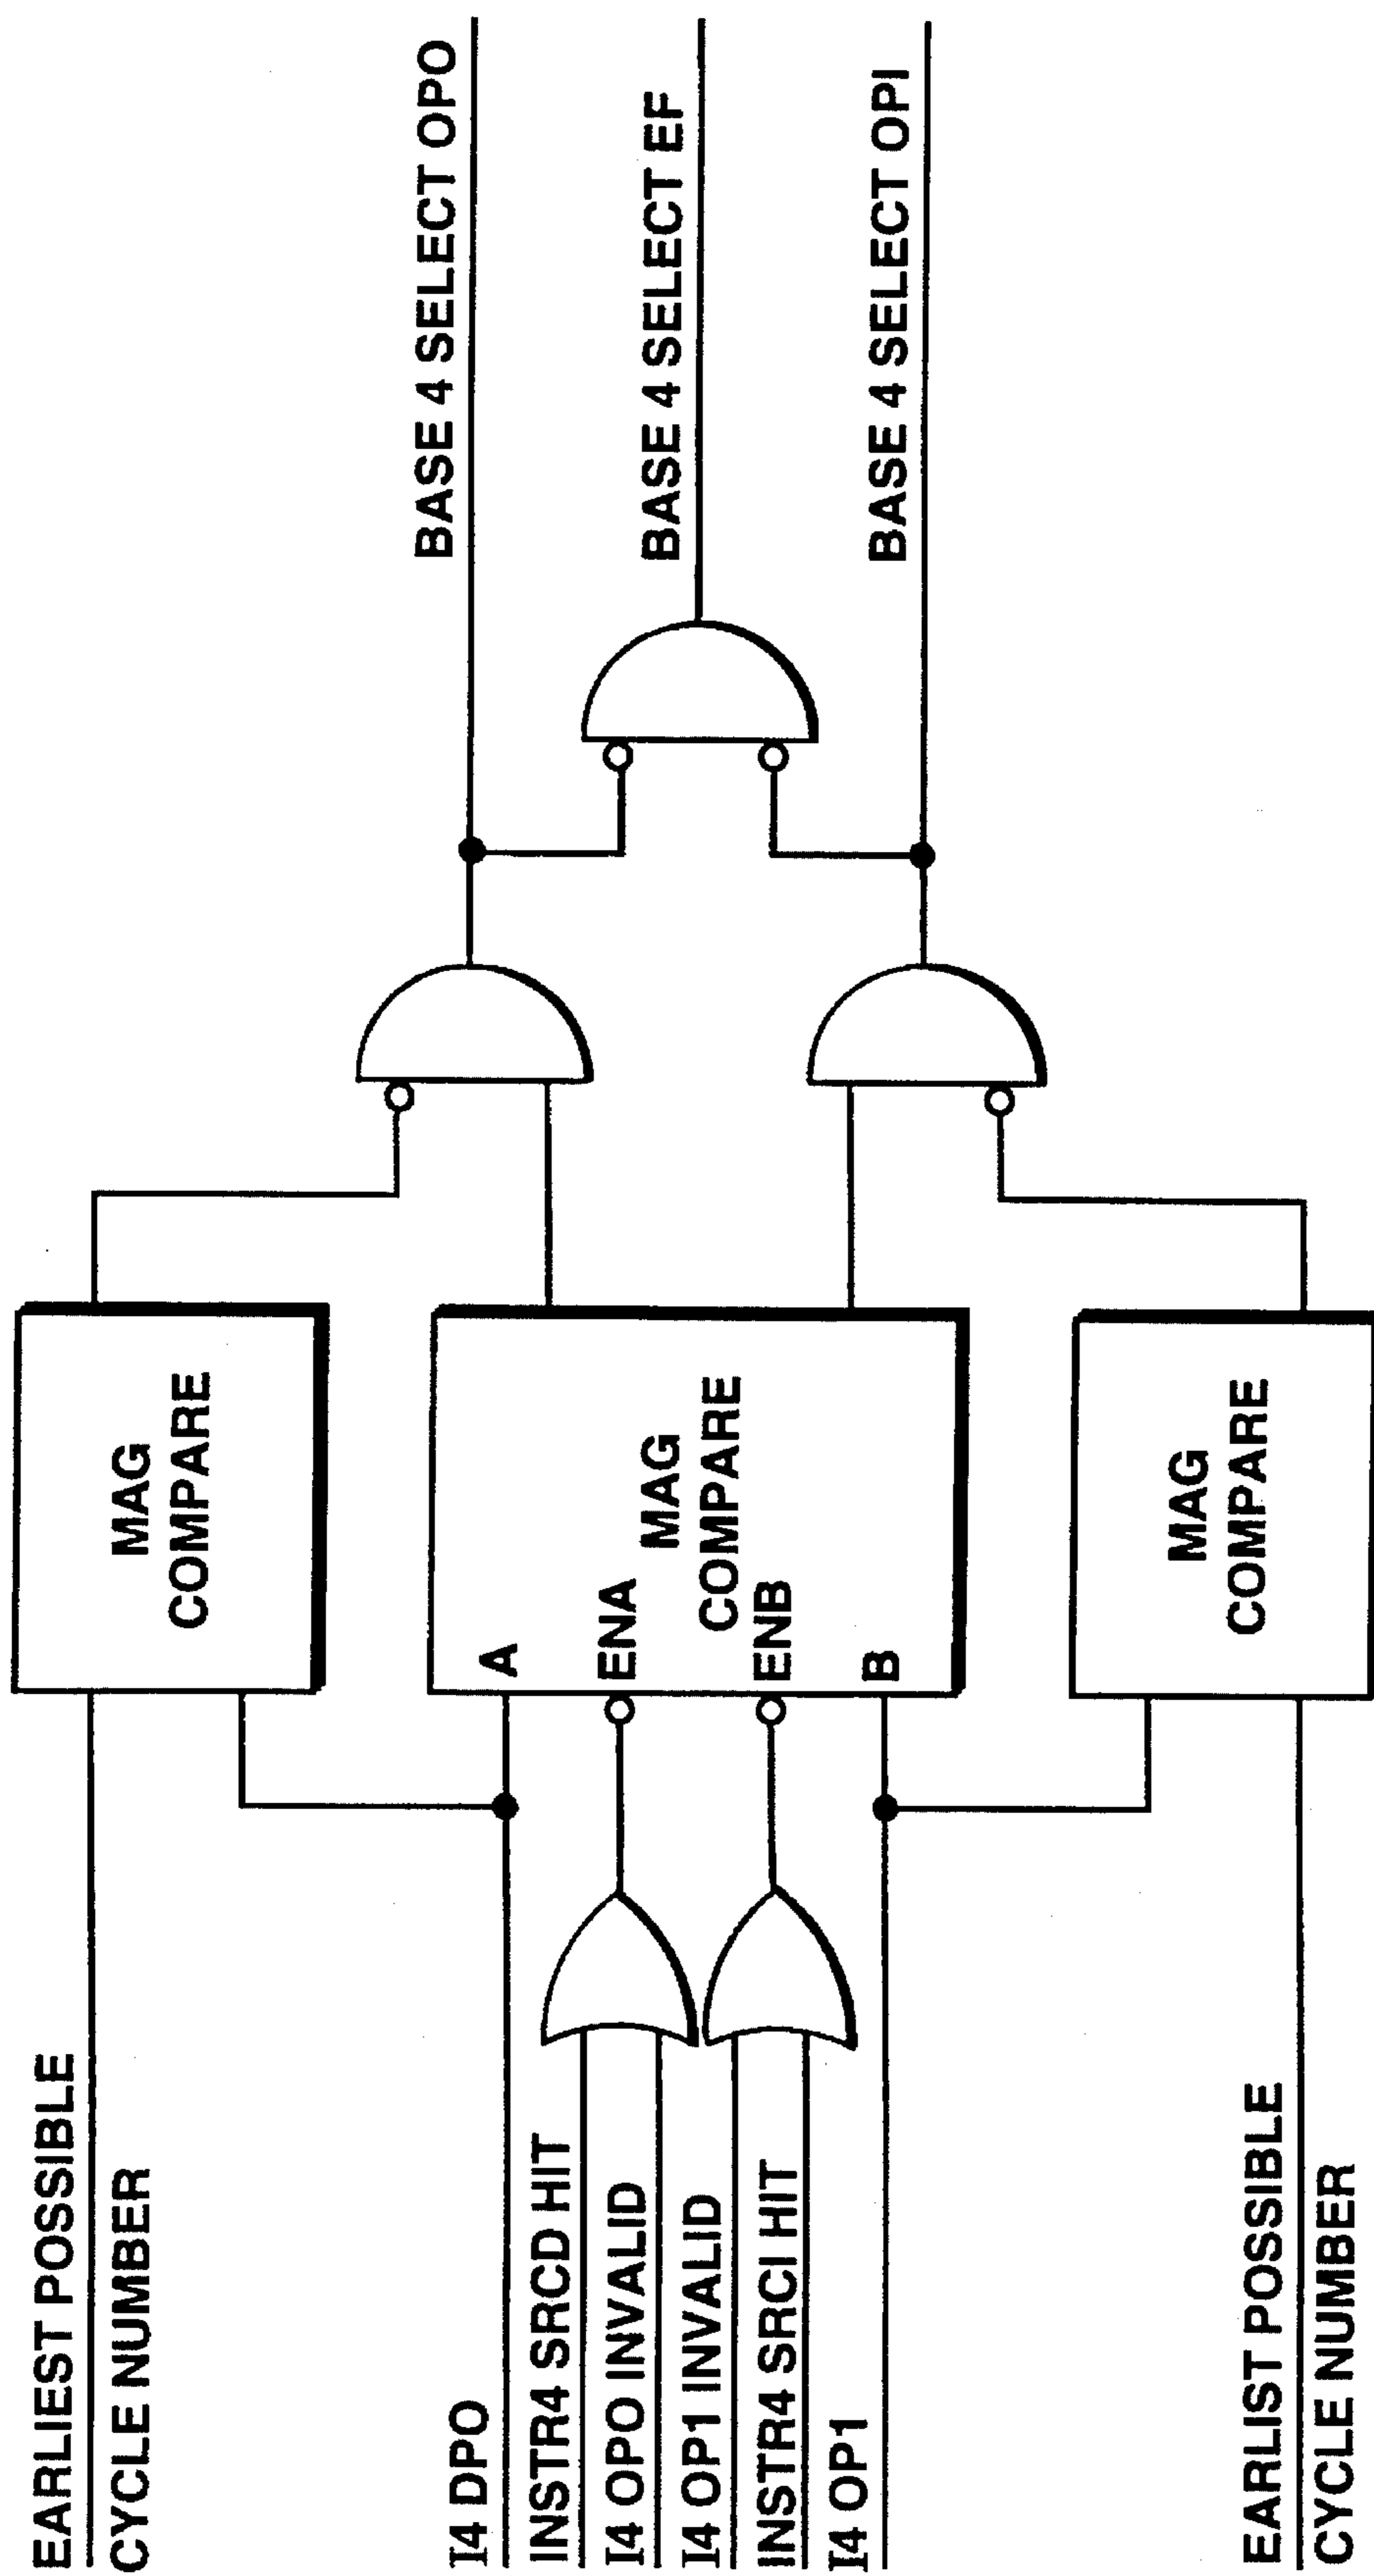 EARLIEST POSSIBLE
CYCLE NUMBER
I4 DPO
INSTR4 SRCD HIT
I4 OPO INVALID
I4 OP1 INVALID
INSTR4 SRCI HIT
I4 OP1
EARLIST POSSIBLE
CYCLE NUMBER
MAG
COMPARE
A
ENA
MAG
COMPARE
ENB
B
MAG
COMPARE
BASE 4 SELECT OPO
BASE 4 SELECT EF
BASE 4 SELECT OPI